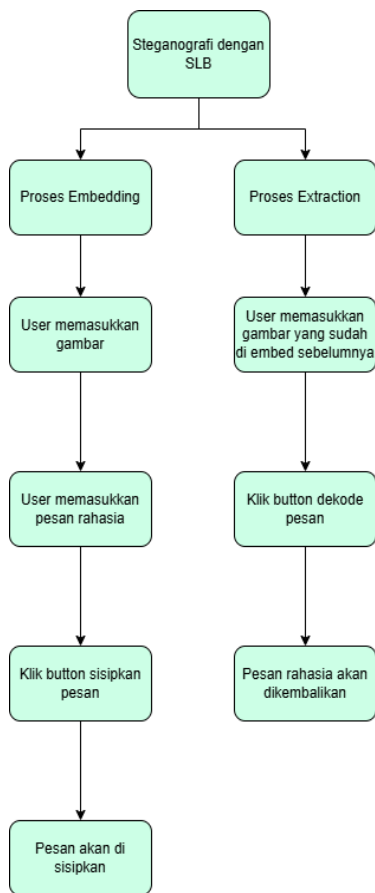 Steganografi dengan
SLB
Proses Embedding
Proses Extraction
User memasukkan
gambar
User memasukkan
gambar yang sudah
di embed sebelumnya
User memasukkan
pesan rahasia
Klik button dekode
pesan
Klik button sisipkan
pesan
Pesan rahasia akan
dikembalikan
Pesan akan di
sisipkan